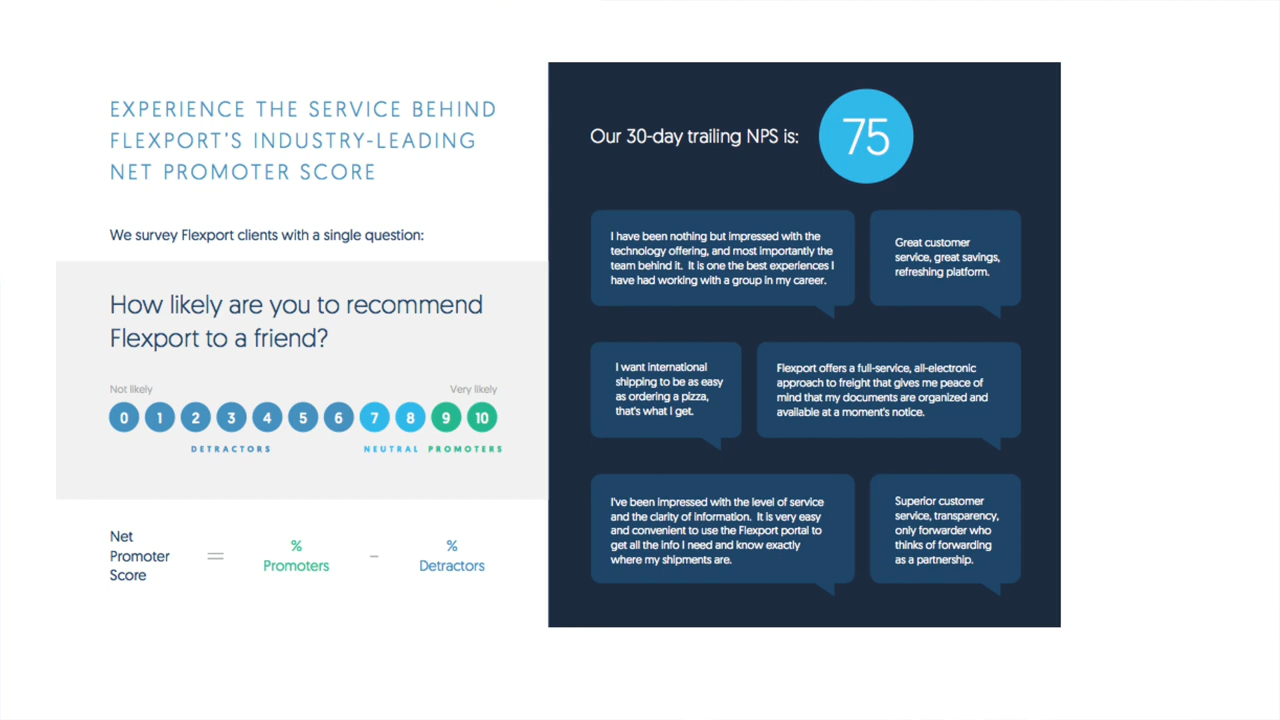 EXPERIENCE THE SERVICE BEHIND
FLEXPORT'S INDUSTRY-LEADING
NET PROMOTER SCORE
We survey Flexport clients with a single question:
How likely are you to recommend
Flexport to a friend?
Not likely Very likely
0 1 2 3 4 5 6 7 8 9 10
DETRACTORS NEUTRAL PROMOTERS
Net
Promoter
Score
=
%
Promoters
-
%
Detractors
Our 30-day trailing NPS is: 75
I have been nothing but impressed with the
technology offering, and most importantly the
team behind it. It is one the best experiences I
have had working with a group in my career.
Great customer
service, great savings,
refreshing platform.
I want international
shipping to be as easy
as ordering a pizza,
that's what I get.
Flexport offers a full-service, all-electronic
approach to freight that gives me peace of
mind that my documents are organized and
available at a moment's notice.
I've been impressed with the level of service
and the clarity of information. It is very easy
and convenient to use the Flexport portal to
get all the info I need and know exactly
where my shipments are.
Superior customer
service, transparency,
only forwarder who
thinks of forwarding
as a partnership.